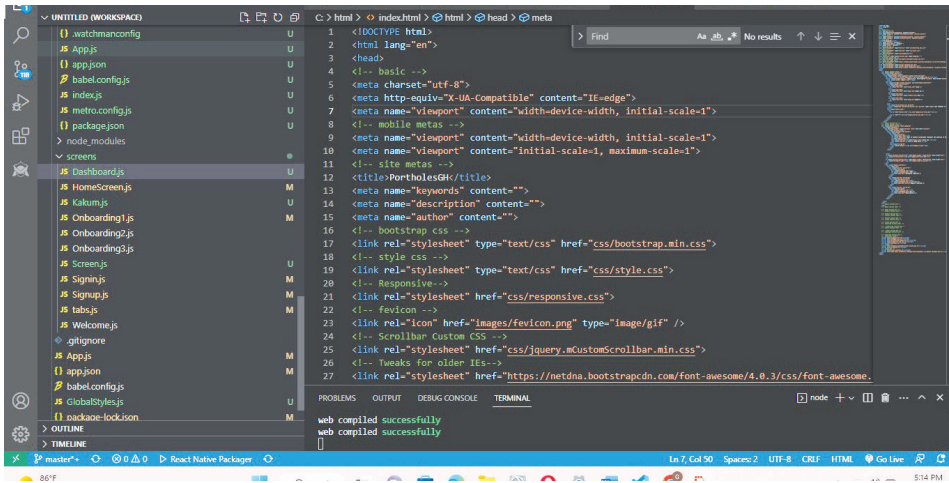 UNTITLED (WORKSPACE)
{} .watchmanconfig U
JS App.js U
{} app.json U
babel.config.js U
JS index.js U
JS metro.config.js U
{} package.json U
> node_modules
screens
JS Dashboard.js U
JS HomeScreen.js M
JS Kakum.js U
JS Onboarding1.js M
JS Onboarding2.js
JS Onboarding3.js
JS Screen.js U
JS Signin.js M
JS Signup.js M
JS tabs.js M
JS Welcome.js
.gitignore
JS App.js M
{} app.json M
babel.config.js
JS GlobalStyles.js U
{} package-lock.json M
> OUTLINE
> TIMELINE
C: > html > index.html > html > head > meta
> Find Aa ab .* No results
1 <!DOCTYPE html>
2 <html lang="en">
3 <head>
4 <!-- basic -->
5 <meta charset="utf-8">
6 <meta http-equiv="X-UA-Compatible" content="IE=edge">
7 <meta name="viewport" content="width=device-width, initial-scale=1">
8 <!-- mobile metas -->
9 <meta name="viewport" content="width=device-width, initial-scale=1">
10 <meta name="viewport" content="initial-scale=1, maximum-scale=1">
11 <!-- site metas -->
12 <title>PortholesGH</title>
13 <meta name="keywords" content="">
14 <meta name="description" content="">
15 <meta name="author" content="">
16 <!-- bootstrap css -->
17 <link rel="stylesheet" type="text/css" href="css/bootstrap.min.css">
18 <!-- style css -->
19 <link rel="stylesheet" type="text/css" href="css/style.css">
20 <!-- Responsive-->
21 <link rel="stylesheet" href="css/responsive.css">
22 <!-- fevicon -->
23 <link rel="icon" href="images/fevicon.png" type="image/gif" />
24 <!-- Scrollbar Custom CSS -->
25 <link rel="stylesheet" href="css/jquery.mCustomScrollbar.min.css">
26 <!-- Tweaks for older IEs-->
27 <link rel="stylesheet" href="https://netdna.bootstrapcdn.com/font-awesome/4.0.3/css/font-awesome.
PROBLEMS OUTPUT DEBUG CONSOLE TERMINAL node
web compiled successfully
web compiled successfully
master*+ 0 0 React Native Packager Ln 7, Col 50 Spaces: 2 UTF-8 CRLF HTML Go Live
86°F 5:14 PM